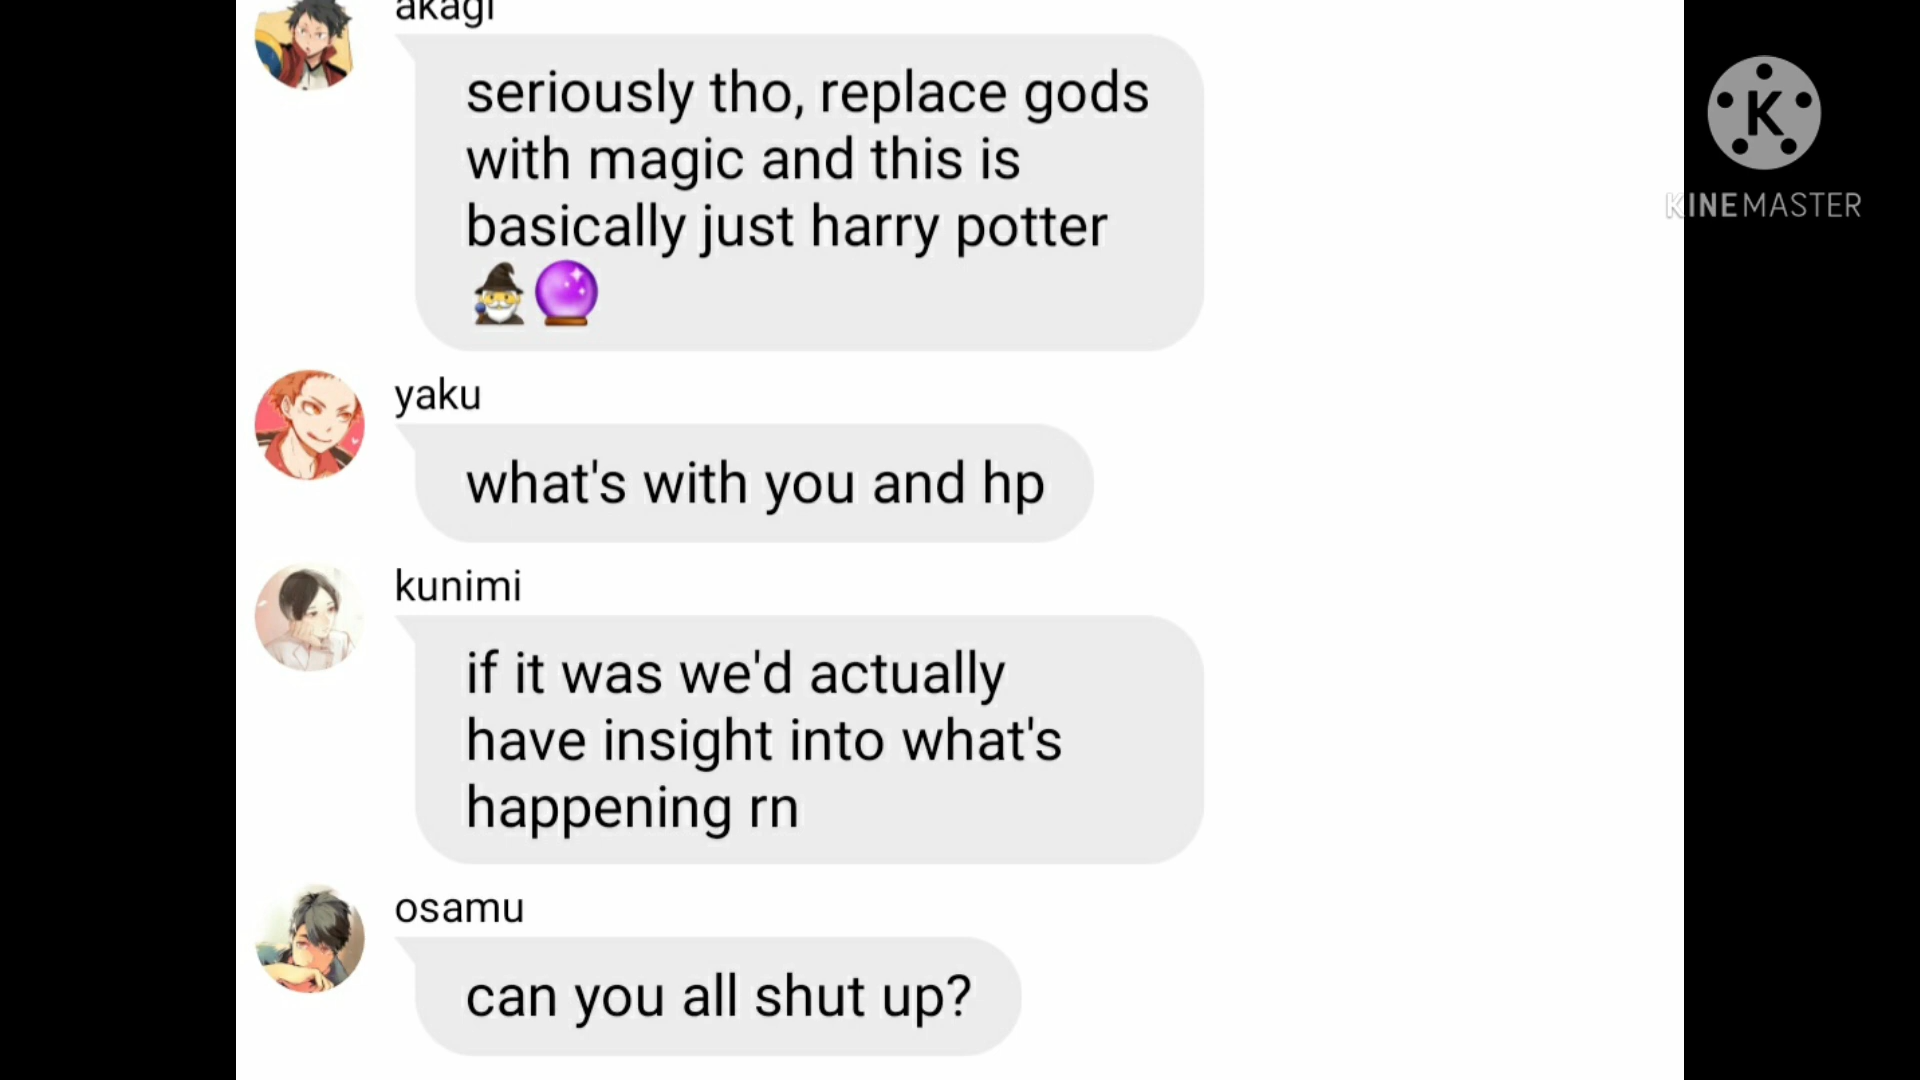 akagi
seriously tho, replace gods
with magic and this is
basically just harry potter
🧙‍♂️🔮
K
KINEMASTER
yaku
what's with you and hp
kunimi
if it was we'd actually
have insight into what's
happening rn
osamu
can you all shut up?